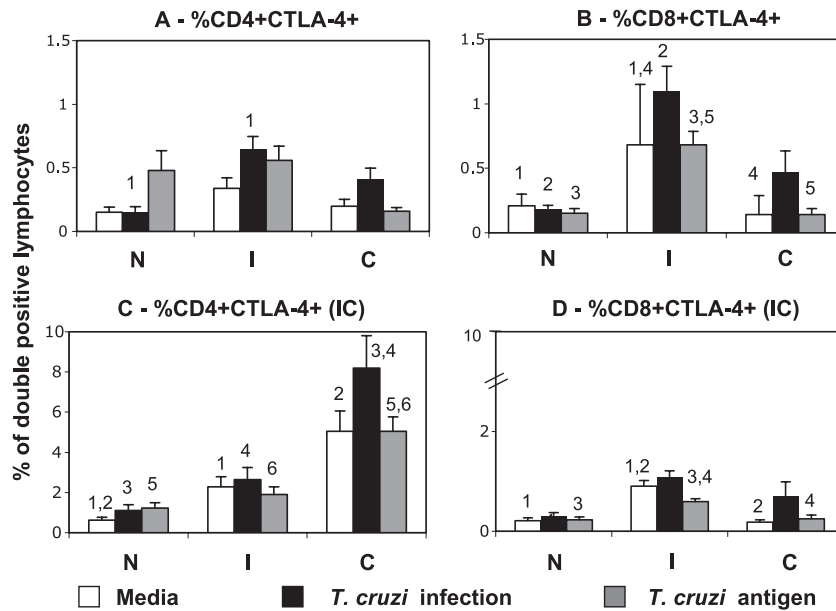 A - %CD4+CTLA-4+
B - %CD8+CTLA-4+
% of double positive lymphocytes
1.5
1
0.5
0
1
1
N I C
1.5
1
0.5
0
1 2 3
1,4 2 3,5
4 5
N I C
C - %CD4+CTLA-4+ (IC)
D - %CD8+CTLA-4+ (IC)
10
8
6
4
2
0
1,2 3 5
1 4 6
2 3,4 5,6
N I C
10
2
0
1 3
1,2 3,4
2 4
N I C
Media T. cruzi infection T. cruzi antigen